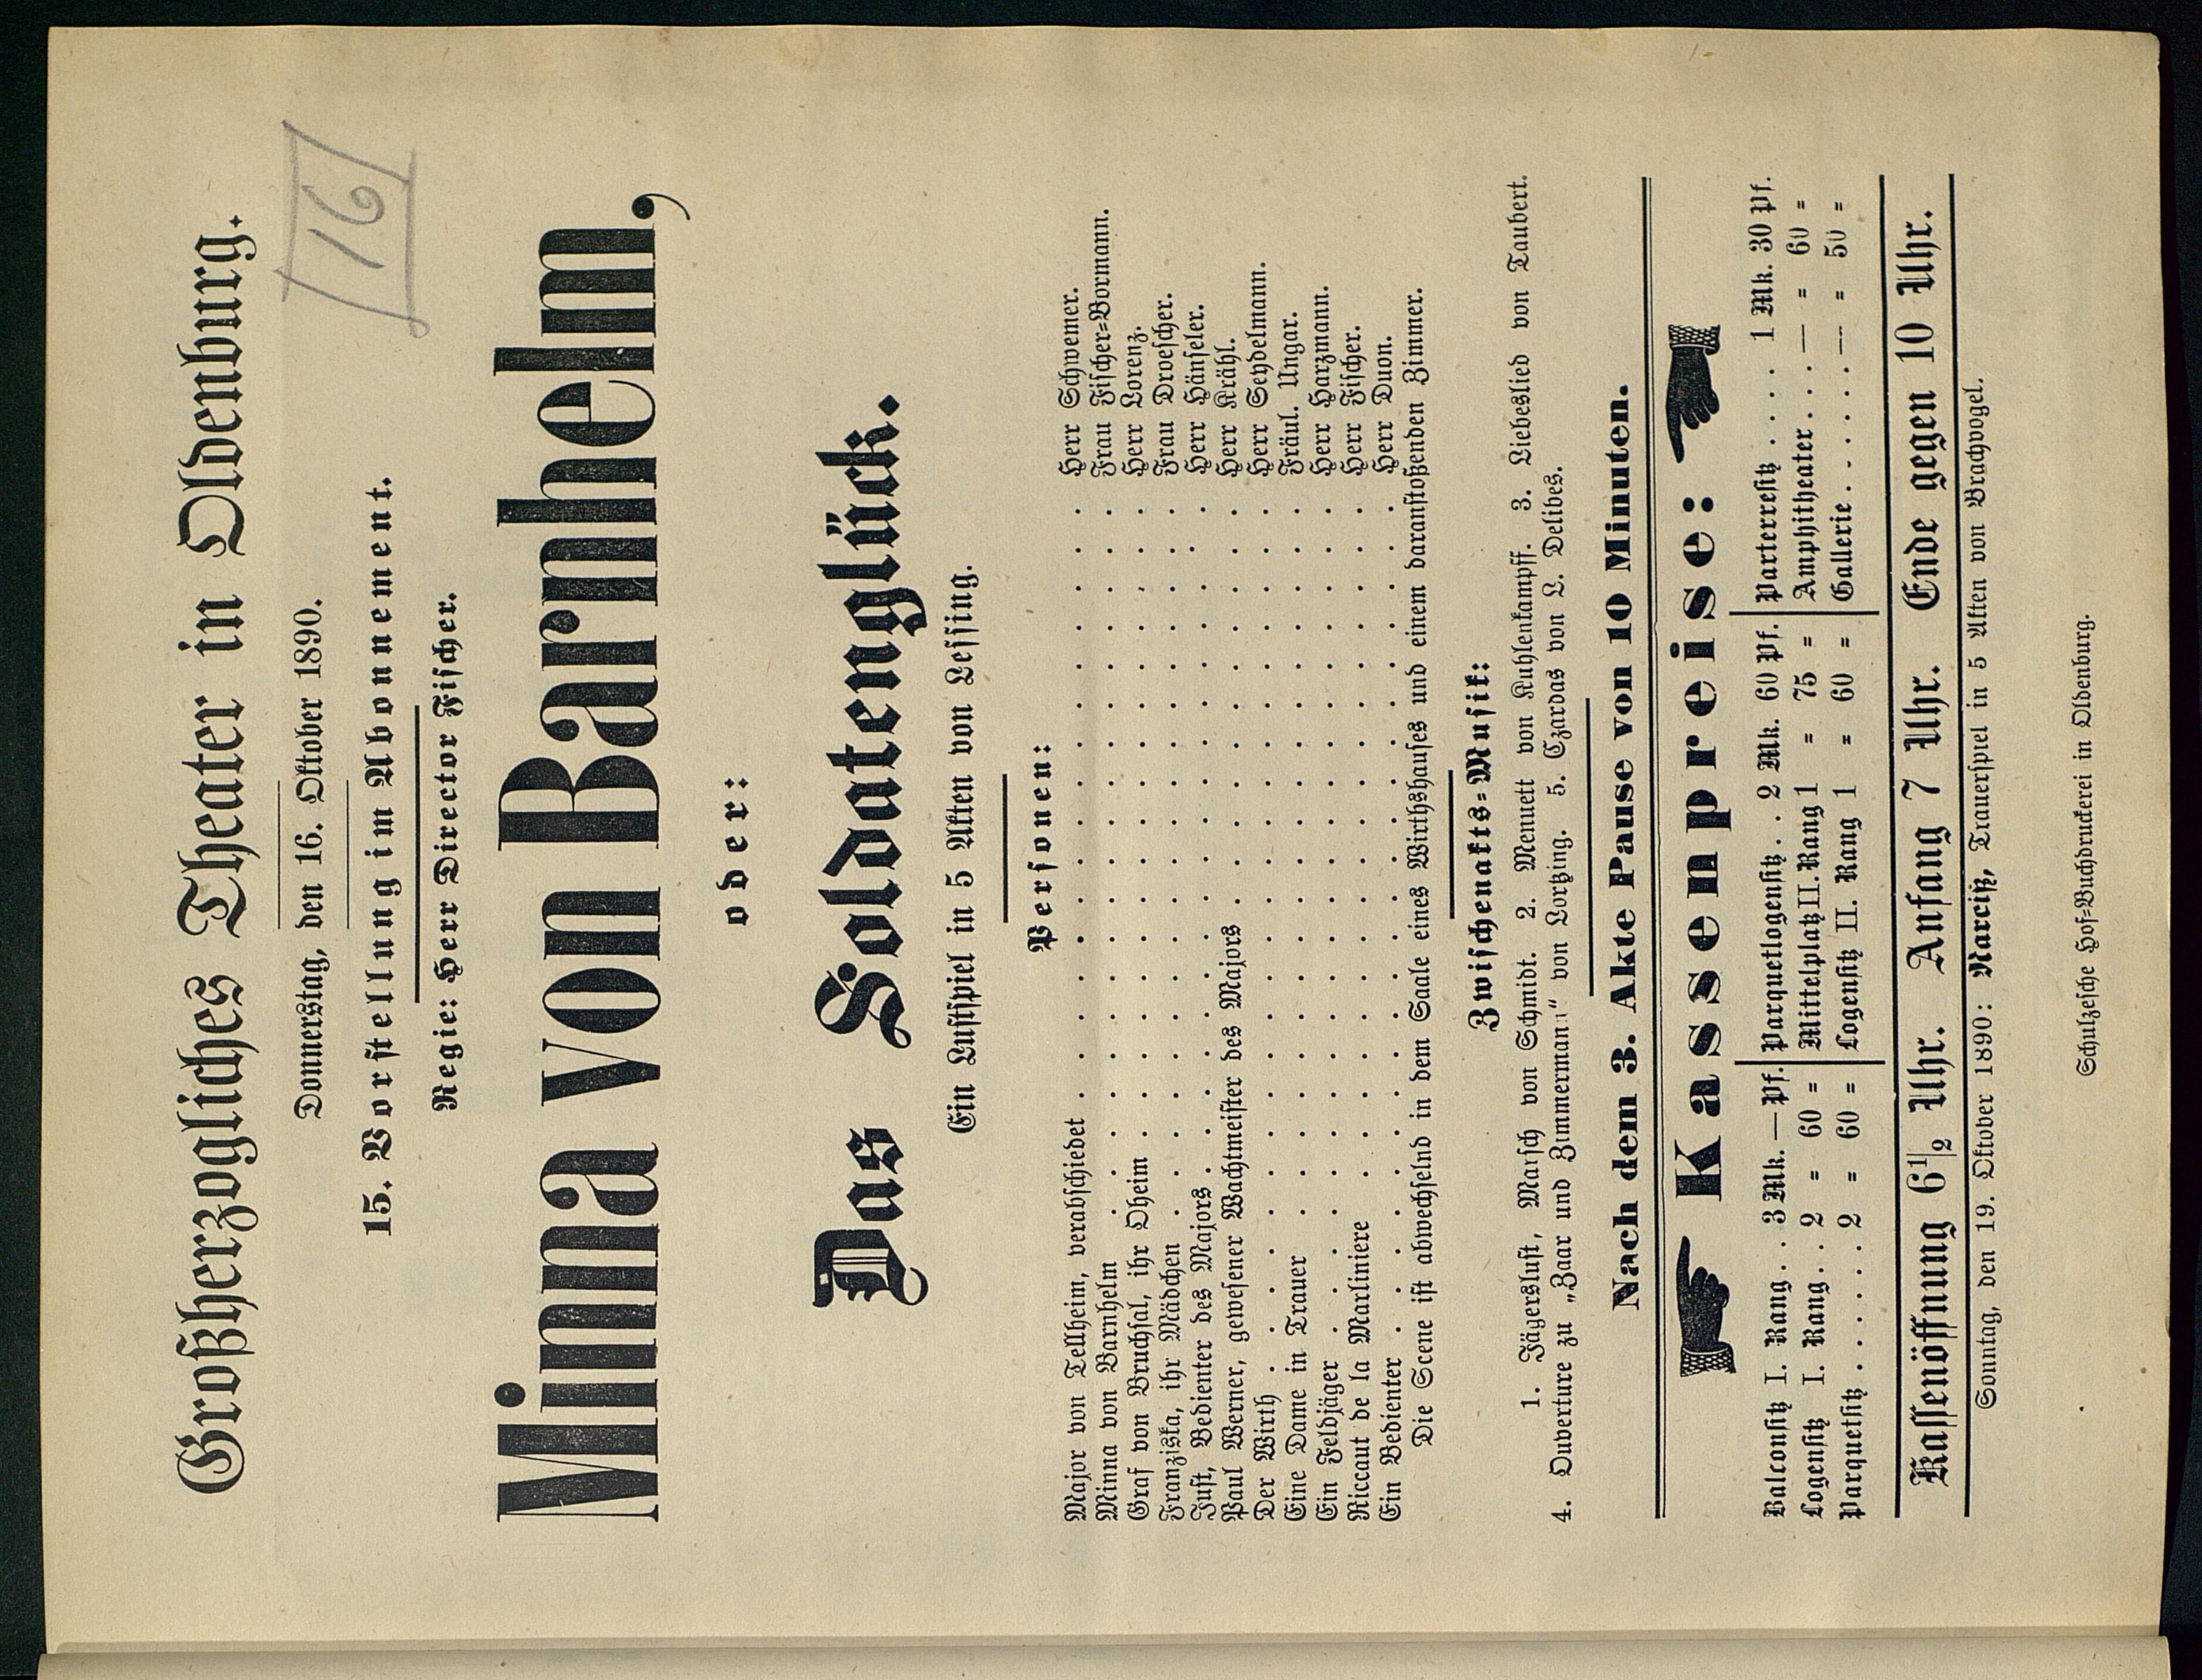 Großherzogliches Theater in Oldenburg.
16
Donnerstag, den 16. Oktober 1890.
15. Vorstellung im Abonnement.
Regie: Herr Director Fischer.
Minna von Barnhelm,
oder:
Das Soldatenglück.
Ein Lustspiel in 5 Akten von Lessing.
Personen:
Major von Tellheim, verabschiedet . . . . . . . . . Herr Schwemer.
Minna von Barnhelm . . . . . . . . . . Frau Fischer=Bormann.
Graf von Bruchsal, ihr Oheim . . . . . . . . . Herr Lorenz.
Franziska, ihr Mädchen . . . . . . . . . . Frau Droescher.
Just, Bedienter des Majors . . . . . . . . . . Herr Hänseler.
Paul Werner, gewesener Wachtmeister des Majors . . . . . . Herr Krähl.
Der Wirth . . . . . . . . . . . . Herr Seydelmann.
Eine Dame in Trauer . . . . . . . . . . Fräul. Ungar.
Ein Feldjäger . . . . . . . . . . . Herr Harzmann.
Riccaut de la Marliniere . . . . . . . . . . Herr Fischer.
Ein Bedienter . . . . . . . . . . . Herr Duon.
Die Scene ist abwechselnd in dem Saale eines Wirthshauses und einem daranstoßenden Zimmer.
Zwischenakts=Musik:
1. Jägerslust, Marsch von Schmidt. 2. Menuett von Kuhlenkampff. 3. Liebeslied von Taubert.
4. Ouverture zu „Zaar und Zimmermann“ von Lortzing. 5. Czardas von L. Delibes.
Nach dem 3. Akte Pause von 10 Minuten.
Kassenpreise:
Balconsitz I. Rang . . 3 Mk. — Pf. Parquetlogensitz . . 2 Mk. 60 Pf. Parterresitz . . . . 1 Mk. 30 Pf.
Logensitz I. Rang . . 2 = 60 = Mittelplatz II. Rang 1 = 75 = Amphitheater . . . — = 60 =
Parquetsitz . . . . . 2 = 60 = Logensitz II. Rang 1 = 60 = Gallerie . . . . . — = 50 =
Kassenöffnung 6½ Uhr. Anfang 7 Uhr. Ende gegen 10 Uhr.
Sonntag, den 19. Oktober 1890: Narciß, Trauerspiel in 5 Akten von Brachvogel.
Schulzesche Hof=Buchdruckerei in Oldenburg.